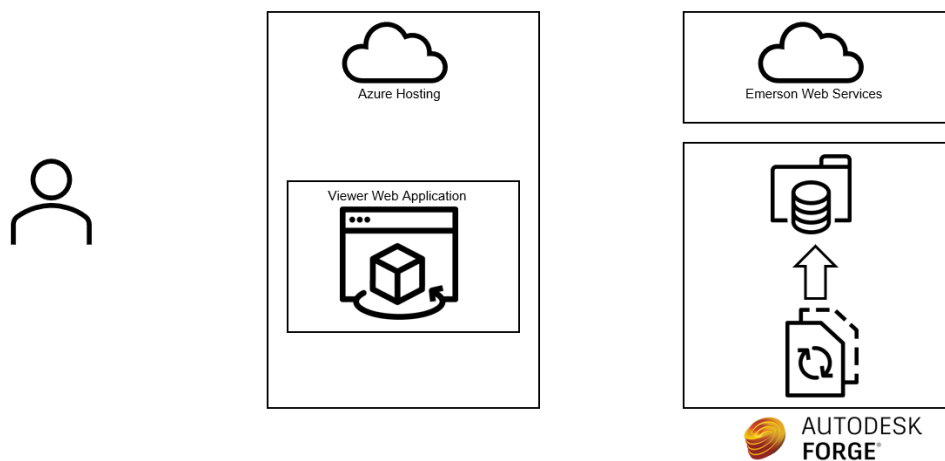 Azure Hosting
Emerson Web Services
Viewer Web Application
AUTODESK
FORGE®